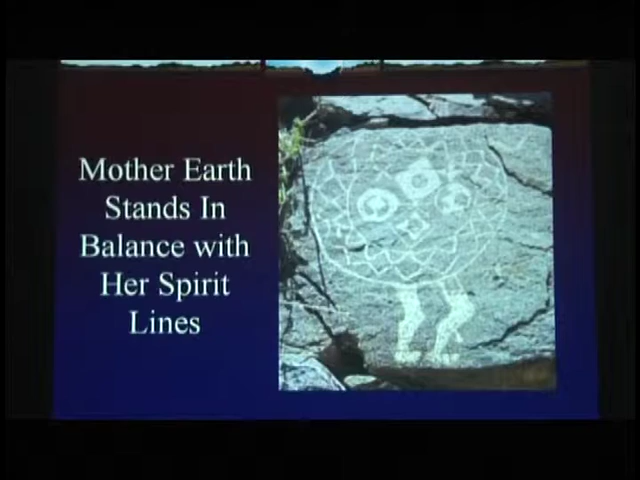 Mother Earth
Stands In
Balance with
Her Spirit
Lines